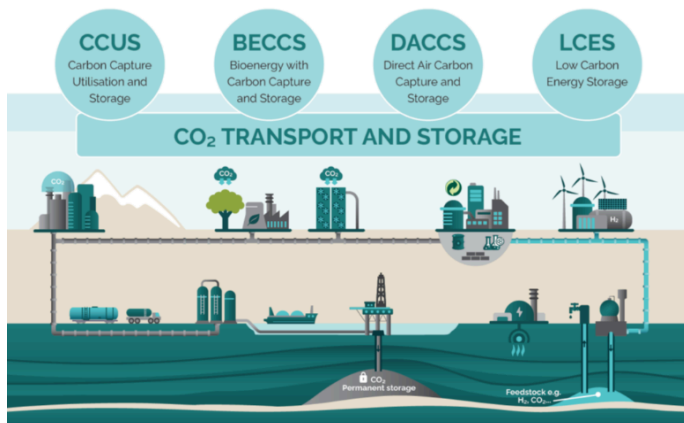 CCUS
Carbon Capture
Utilisation and
Storage
BECCS
Bioenergy with
Carbon Capture
and Storage
DACCS
Direct Air Carbon
Capture and
Storage
LCES
Low Carbon
Energy Storage
CO₂ TRANSPORT AND STORAGE
CO₂
CO₂
CO₂
H₂
CO₂
Permanent storage
Feedstock e.g.
H₂, CO₂...